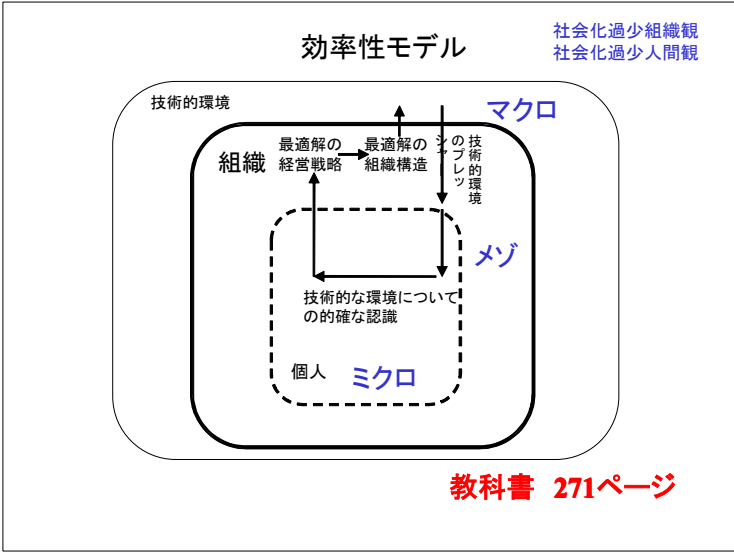 効率性モデル
社会化過少組織観
社会化過少人間観
技術的環境
マクロ
組織
最適解の
経営戦略
最適解の
組織構造
技術的環境
のプレッ
シャー
メゾ
技術的な環境について
の的確な認識
個人
ミクロ
教科書 271ページ